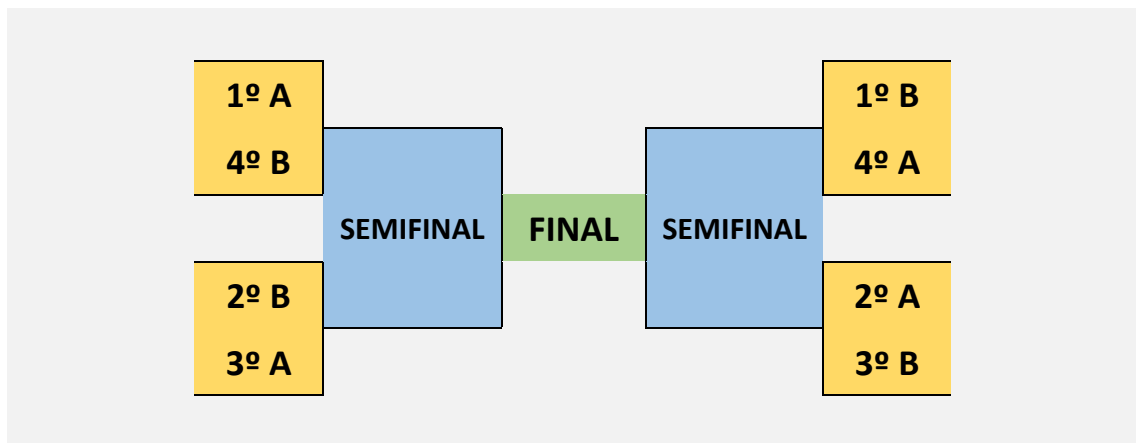 1º A
4º B
2º B
3º A
SEMIFINAL
FINAL
SEMIFINAL
1º B
4º A
2º A
3º B